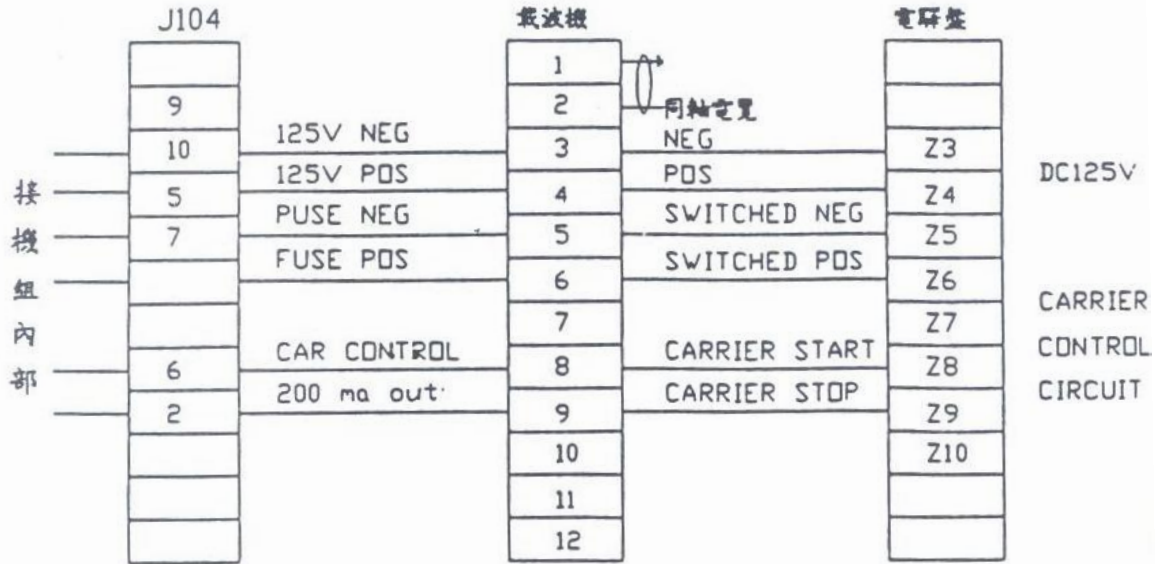 J104
載波機
電驛盤
1
9
2
同軸電纜
10
125V NEG
3
NEG
Z3
5
125V POS
4
POS
Z4
DC125V
7
PUSE NEG
5
SWITCHED NEG
Z5
FUSE POS
6
SWITCHED POS
Z6
7
Z7
CARRIER
6
CAR CONTROL
8
CARRIER START
Z8
CONTROL
2
200 ma out
9
CARRIER STOP
Z9
CIRCUIT
10
Z10
11
12
接機組內部